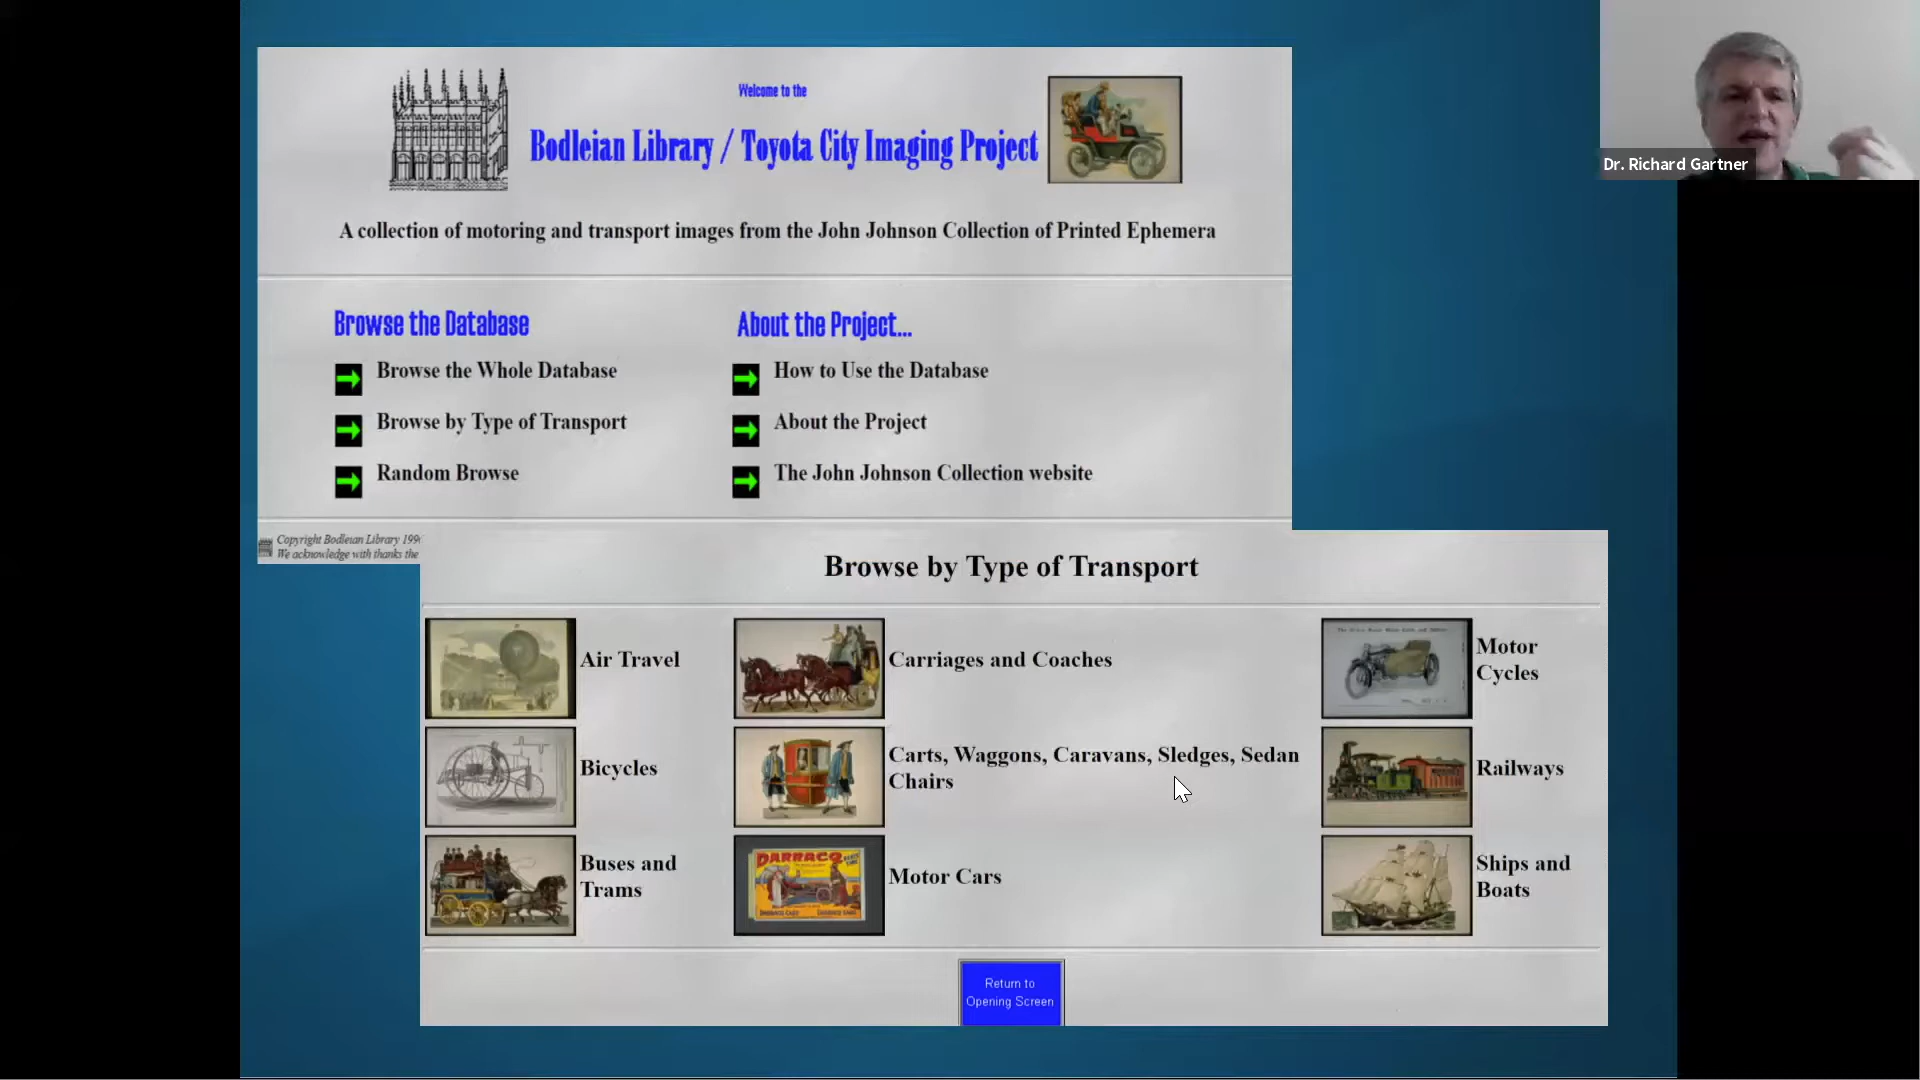 Dr. Richard Gartner
Welcome to the
Bodleian Library / Toyota City Imaging Project
A collection of motoring and transport images from the John Johnson Collection of Printed Ephemera
Browse the Database
Browse the Whole Database
Browse by Type of Transport
Random Browse
About the Project...
How to Use the Database
About the Project
The John Johnson Collection website
Copyright Bodleian Library
We acknowledge with thanks the
Browse by Type of Transport
Air Travel
Carriages and Coaches
Motor
Cycles
Bicycles
Carts, Waggons, Caravans, Sledges, Sedan
Chairs
Railways
Buses and
Trams
DARRACQ
Motor Cars
Ships and
Boats
Return to
Opening Screen